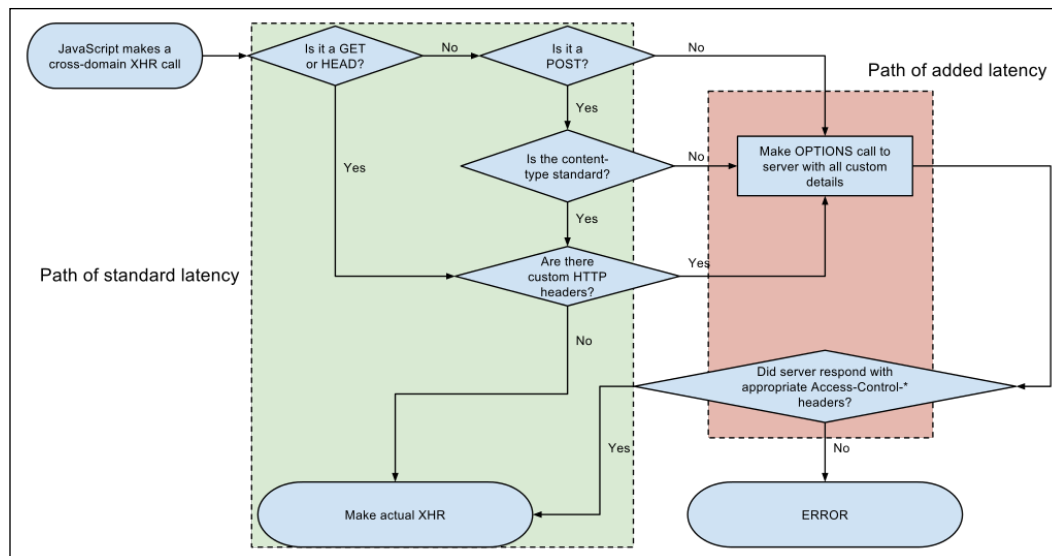 JavaScript makes a
cross-domain XHR call
Is it a GET
or HEAD?
No
Is it a
POST?
No
Path of added latency
Yes
Yes
Is the content-
type standard?
No
Make OPTIONS call to
server with all custom
details
Yes
Path of standard latency
Are there
custom HTTP
headers?
Yes
No
Did server respond with
appropriate Access-Control-*
headers?
Yes
No
Make actual XHR
ERROR